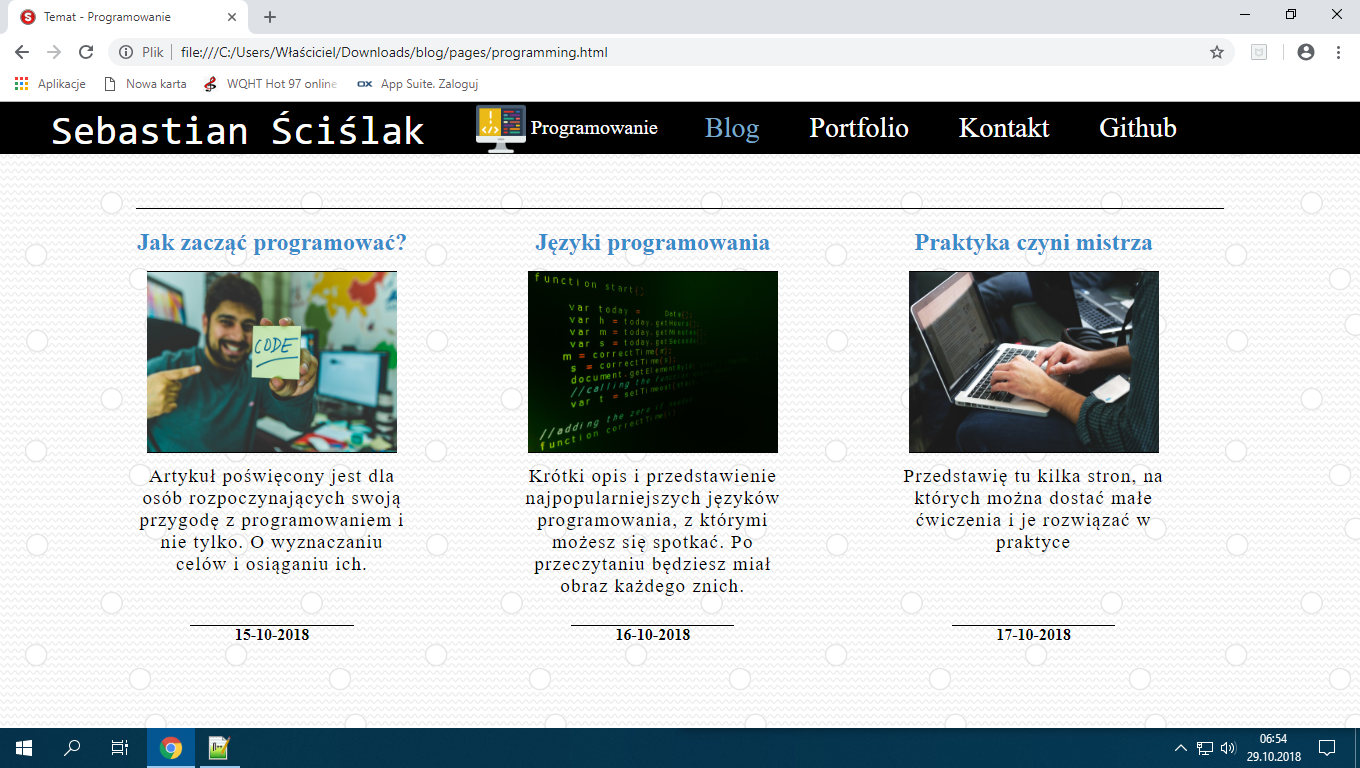 Temat - Programowanie
Plik file:///C:/Users/Właściciel/Downloads/blog/pages/programming.html
Aplikacje Nowa karta WQHT Hot 97 online App Suite. Zaloguj
Sebastian Ściślak Programowanie Blog Portfolio Kontakt Github
Jak zacząć programować?
CODE
Artykuł poświęcony jest dla
osób rozpoczynających swoją
przygodę z programowaniem i
nie tylko. O wyznaczaniu
celów i osiąganiu ich.
15-10-2018
Języki programowania
function start()
var today = Date();
var h = today.getHours();
var m = today.getMinutes();
var s = today.getSeconds();
m = correctTime(m);
s = correctTime(s);
document.getElement
//calling the function
var t = setTimeout(start
//adding the zero if
function correctTime(i)
Krótki opis i przedstawienie
najpopularniejszych języków
programowania, z którymi
możesz się spotkać. Po
przeczytaniu będziesz miał
obraz każdego znich.
16-10-2018
Praktyka czyni mistrza
Przedstawię tu kilka stron, na
których można dostać małe
ćwiczenia i je rozwiązać w
praktyce
17-10-2018
06:54
29.10.2018